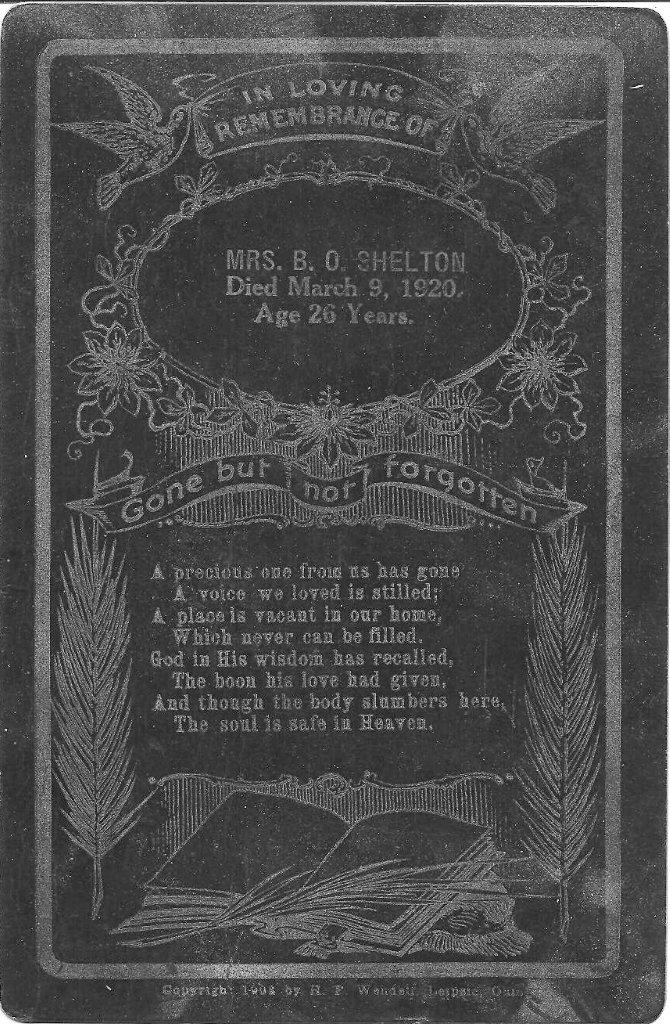 IN LOVING
REMEMBRANCE OF
MRS. B. O. SHELTON
Died March 9, 1920.
Age 26 Years.
Gone but not forgotten
A precious one from us has gone
A voice we loved is stilled;
A place is vacant in our home,
Which never can be filled.
God in His wisdom has recalled,
The boon his love had given,
And though the body slumbers here,
The soul is safe in Heaven.
Copyright by H. F. Wendell, Leipsic,